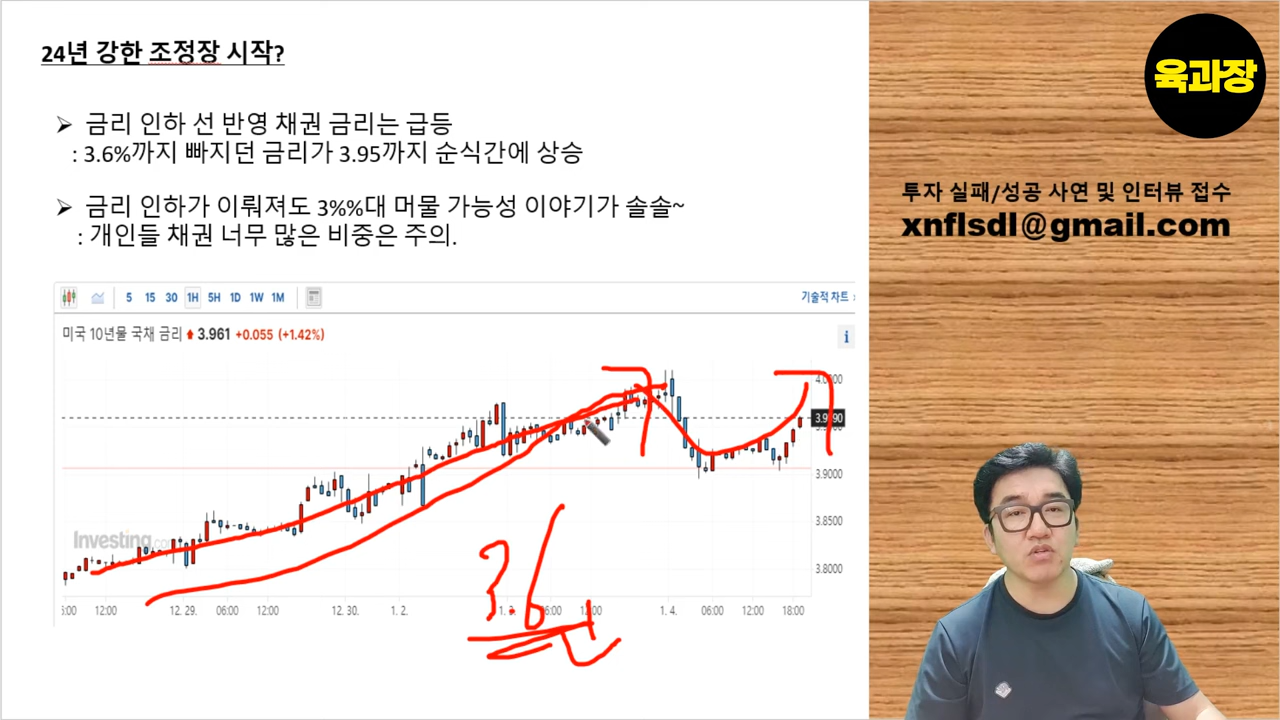 24년 강한 조정장 시작?
➢ 금리 인하 선 반영 채권 금리는 급등
: 3.6%까지 빠지던 금리가 3.95까지 순식간에 상승
➢ 금리 인하가 이뤄져도 3%%대 머물 가능성 이야기가 솔솔~
: 개인들 채권 너무 많은 비중은 주의.
5 15 30 1H 5H 1D 1W 1M
기술적 차트
미국 10년물 국채 금리 3.961 +0.055 (+1.42%)
i
3.9000
3.8500
3.8000
Investing.com
12:00 12. 29. 06:00 12:00 12. 30. 1. 2. 1. 4. 06:00 12:00 18:00
3.6
육과장
투자 실패/성공 사연 및 인터뷰 접수
xnflsdl@gmail.com